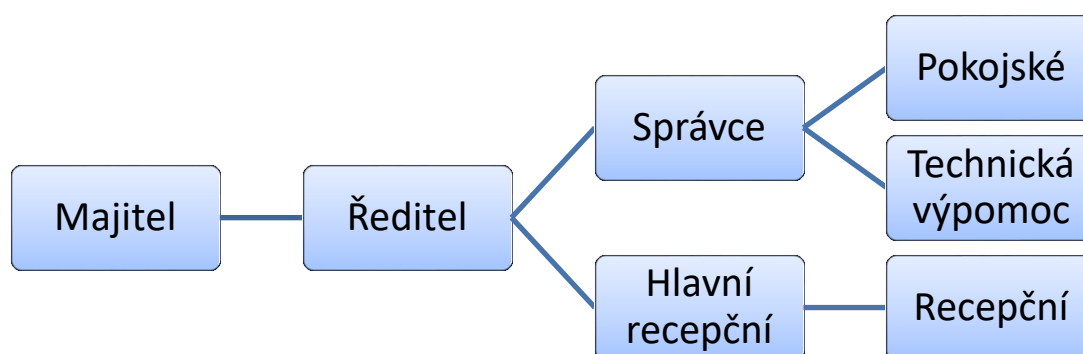 Majitel
Ředitel
Správce
Hlavní
recepční
Pokojské
Technická
výpomoc
Recepční